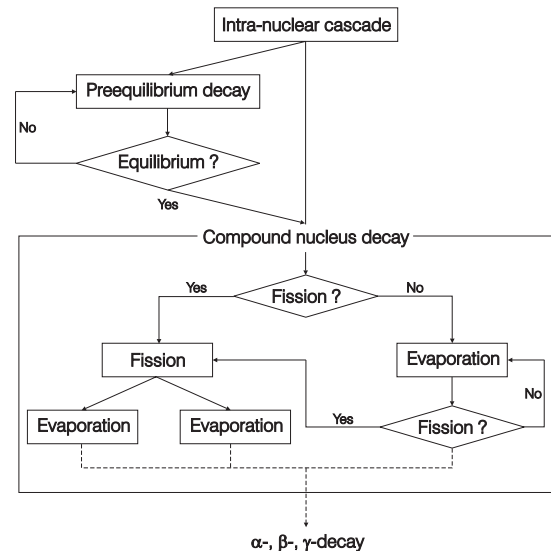 Intra-nuclear cascade
Preequilibrium decay
No
Equilibrium ?
Yes
Compound nucleus decay
Yes
Fission ?
No
Fission
Evaporation
No
Evaporation
Evaporation
Yes
Fission ?
α-, β-, γ-decay